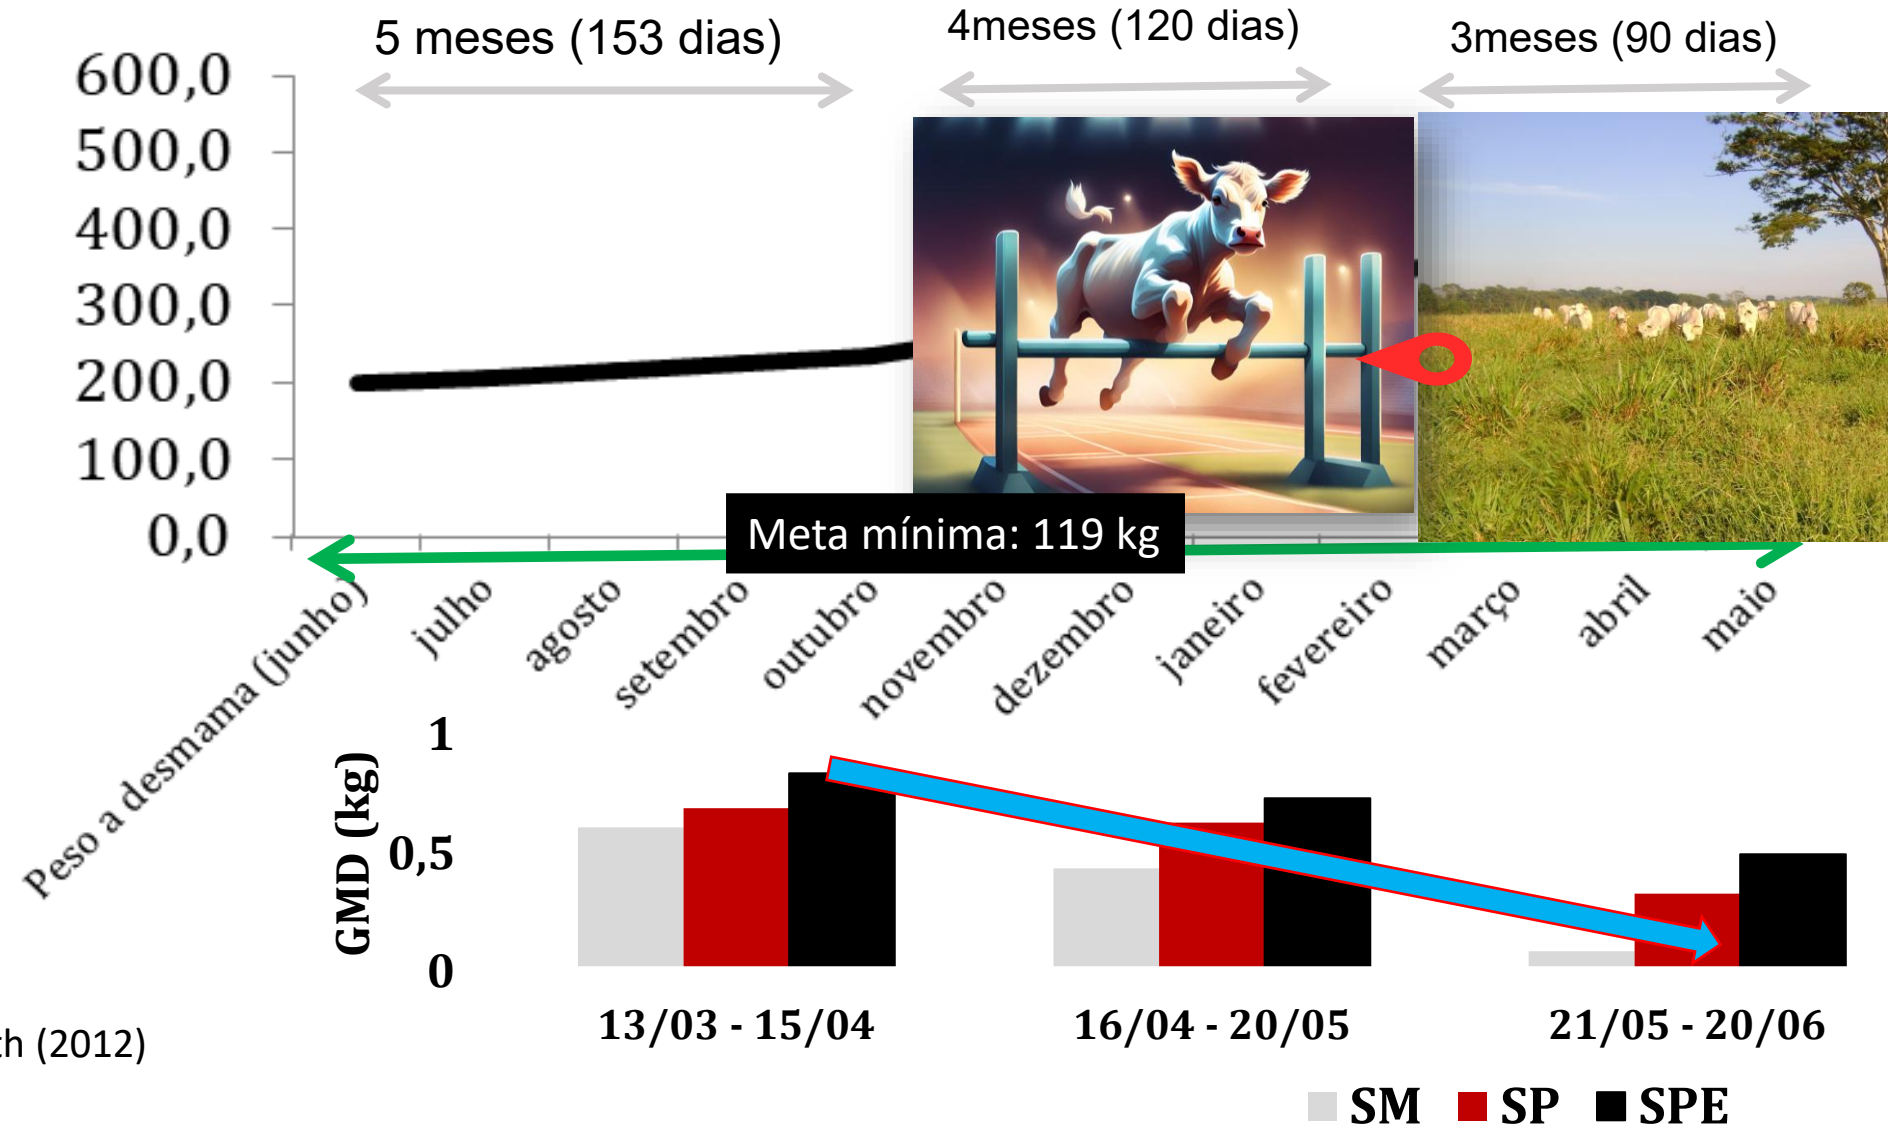 5 meses (153 dias)
4meses (120 dias)
3meses (90 dias)
600,0
500,0
400,0
300,0
200,0
100,0
0,0
Meta mínima: 119 kg
Peso a desmama (junho)
julho
agosto
setembro
outubro
novembro
dezembro
janeiro
fevereiro
março
abril
maio
GMD (kg)
1
0,5
0
13/03 - 15/04
16/04 - 20/05
21/05 - 20/06
(2012)
SM SP SPE